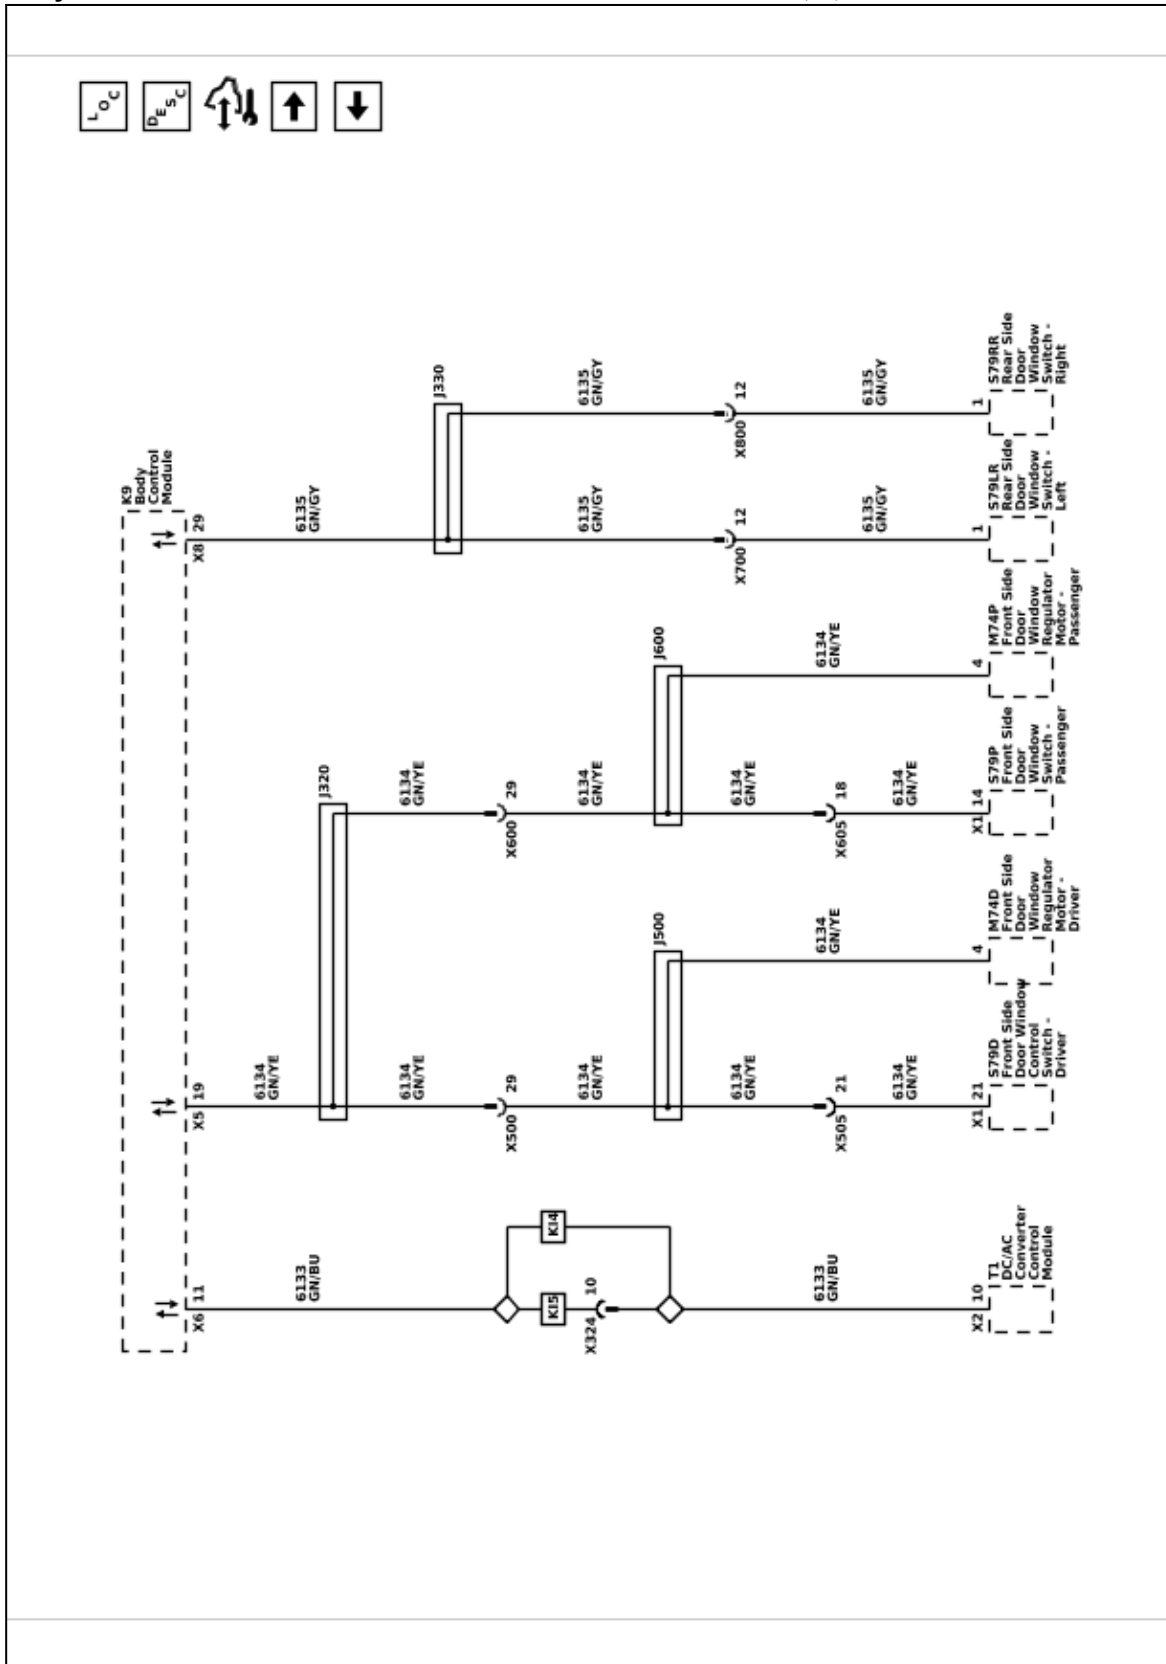 LOC
DESC
K9
Body
Control
Module
X6 11
X5 19
X8 29
6133
GN/BU
6134
GN/YE
6135
GN/GY
J320
J330
6134
GN/YE
6134
GN/YE
X500 29
X600 29
KI5
KI4
X324 10
6134
GN/YE
6134
GN/YE
6135
GN/GY
6135
GN/GY
J500
J600
6134
GN/YE
6134
GN/YE
X700 12
X800 12
6133
GN/BU
X505 21
6134
GN/YE
X605 18
6134
GN/YE
6134
GN/YE
6134
GN/YE
6135
GN/GY
6135
GN/GY
X2 10
X1 21
4
X1 14
4
1
1
T1
DC/AC
Converter
Control
Module
S79D
Front Side
Door Window
Control
Switch -
Driver
M74D
Front Side
Door
Window
Regulator
Motor -
Driver
S79P
Front Side
Door
Window
Switch -
Passenger
M74P
Front Side
Door
Window
Regulator
Motor -
Passenger
S79LR
Rear Side
Door
Window
Switch -
Left
S79RR
Rear Side
Door
Window
Switch -
Right